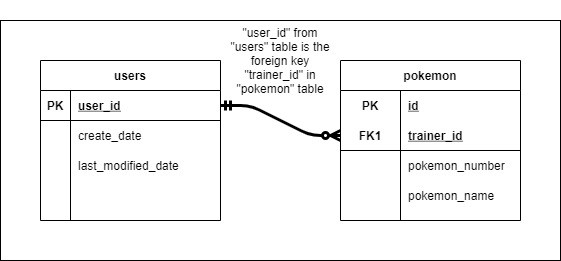 "user_id" from
"users" table is the
foreign key
"trainer_id" in
"pokemon" table
users
PK user_id
create_date
last_modified_date
pokemon
PK id
FK1 trainer_id
pokemon_number
pokemon_name